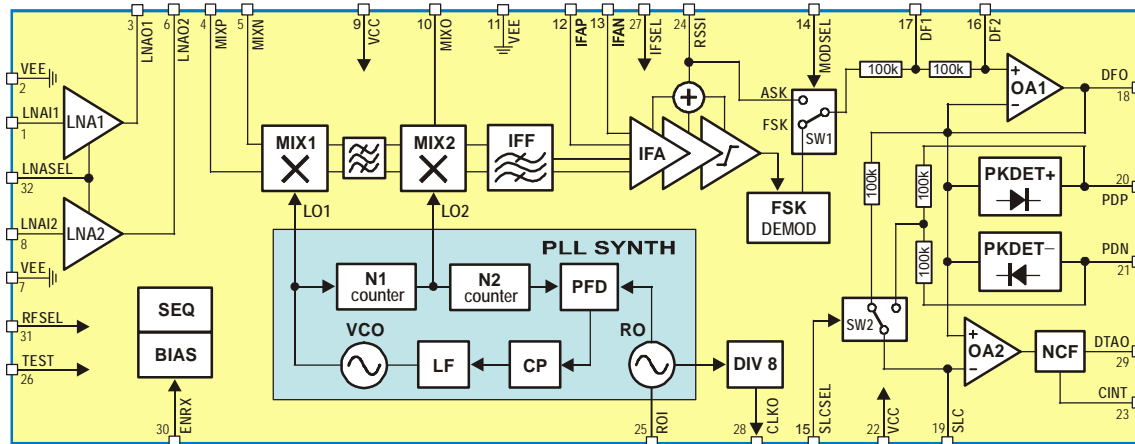 3
LNAO1
6
LNAO2
4
MIXP
5
MIXN
9
VCC
10
MIXO
11
VEE
12
IFAP
13
IFAN
27
IFSEL
24
RSSI
14
MODSEL
17
DF1
16
DF2
VEE
2
LNAI1
1
LNASEL
32
LNAI2
8
VEE
7
RFSEL
31
TEST
26
LNA1
LNA2
MIX1
MIX2
IFF
IFA
+
ASK
FSK
SW1
100k
100k
+
OA1
−
DFO
18
FSK
DEMOD
LO1
LO2
100k
100k
100k
PKDET+
20
PDP
PKDET−
PDN
21
PLL SYNTH
N1
counter
N2
counter
PFD
VCO
LF
CP
RO
SEQ
BIAS
DIV 8
SW2
+
OA2
−
NCF
DTAO
29
CINT
23
30
ENRX
25
ROI
28
CLKO
15
SLCSEL
22
VCC
19
SLC